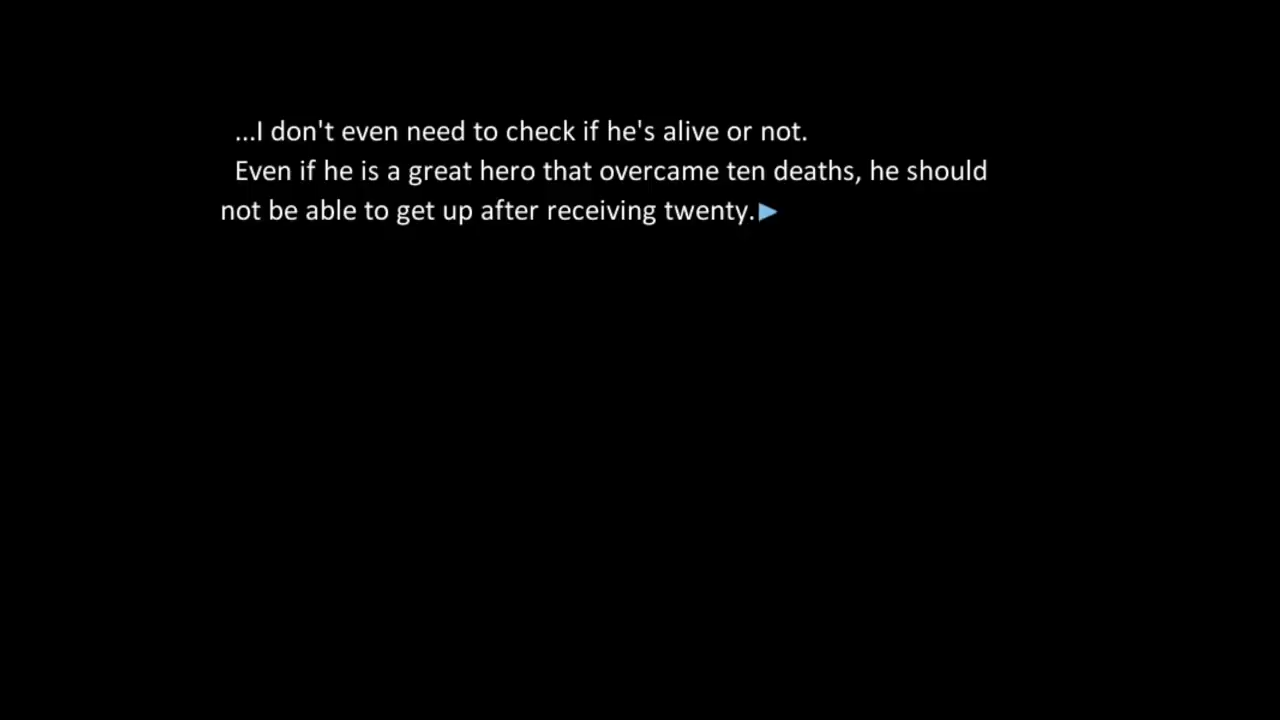 ...I don't even need to check if he's alive or not.
Even if he is a great hero that overcame ten deaths, he should
not be able to get up after receiving twenty.